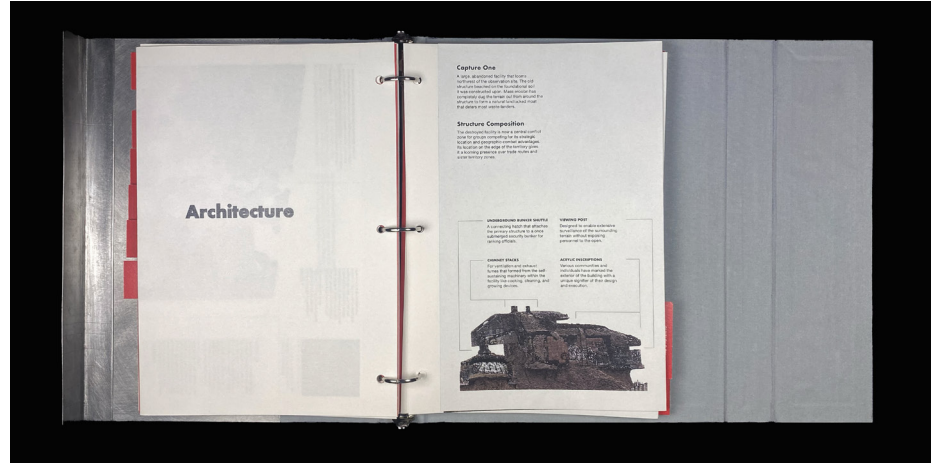 Architecture
Capture One
A large, abandoned facility that looms
northwest of the observation site. The old
structure beached on the foundational soil
it was constructed upon. Mass erosion has
completely dug the terrain out from around the
structure to form a natural landscaped moat
that deters most waste landers.
Structure Composition
The destroyed facility is now a central conflict
zone for groups competing for its strategic
location and geographic combat advantages.
Its location on the edge of the territory gives
it a looming presence over trade routes and
sister territory zones.
UNDERGROUND BUNKER SHUTTLE
A connecting hatch that attaches
the primary structure to a once
submerged security bunker for
ranking officials.
VIEWING POST
Designed to enable extensive
surveillance of the surrounding
terrain without exposing
personnel to the open.
CHIMNEY STACKS
For ventilation and exhaust
fumes that formed from the self-
sustaining machinery within the
facility like cooking, cleaning, and
growing devices.
ACRYLIC INSCRIPTIONS
Various communities and
individuals have marked the
exterior of the building with a
unique signifier of their design
and execution.